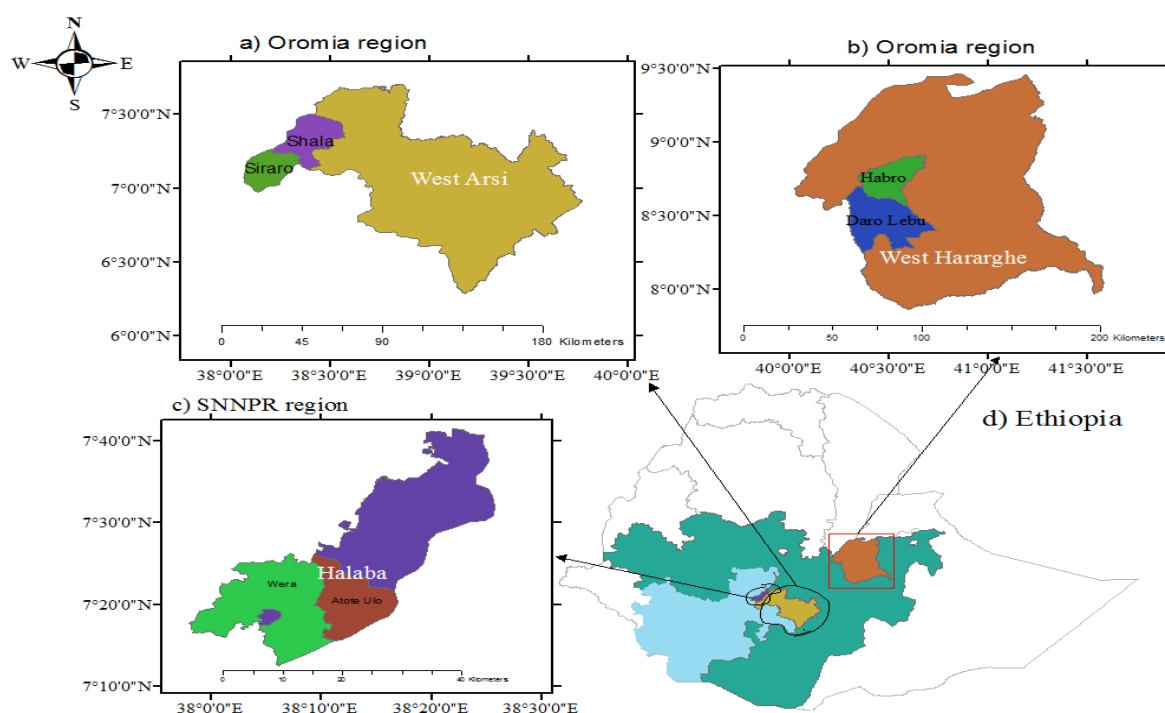 N
W E
S
a) Oromia region
7°30'0"N
7°0'0"N
6°30'0"N
6°0'0"N
Shala
Siraro
West Arsi
0 45 90 180 Kilometers
38°0'0"E 38°30'0"E 39°0'0"E 39°30'0"E 40°0'0"E
b) Oromia region
9°30'0"N
9°0'0"N
8°30'0"N
8°0'0"N
Habro
Daro Lebu
West Hararghe
0 50 100 200 Kilometers
40°0'0"E 40°30'0"E 41°0'0"E 41°30'0"E
c) SNNPR region
7°40'0"N
7°30'0"N
7°20'0"N
7°10'0"N
Halaba
Wera
Atote Ulo
0 10 20 40 Kilometers
38°0'0"E 38°10'0"E 38°20'0"E 38°30'0"E
d) Ethiopia